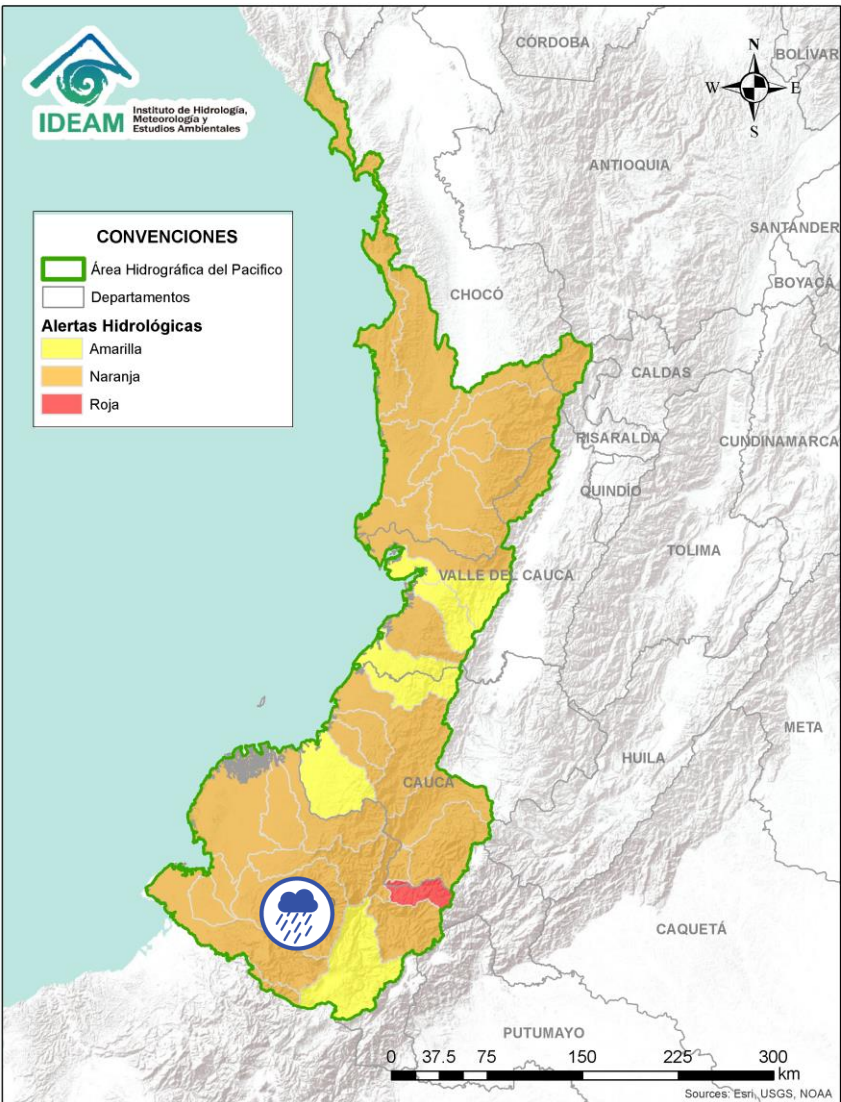 IDEAM
Instituto de Hidrología,
Meteorología y
Estudios Ambientales
N
W
E
S
CONVENCIONES
Área Hidrográfica del Pacifico
Departamentos
Alertas Hidrológicas
Amarilla
Naranja
Roja
CÓRDOBA
BOLIVAR
ANTIOQUIA
SANTANDER
BOYACÁ
CHOCÓ
CALDAS
RISARALDA
CUNDINAMARCA
QUINDÍO
TOLIMA
VALLE DEL CAUCA
META
HUILA
CAUCA
CAQUETÁ
PUTUMAYO
0 37.5 75 150 225 300
km
Sources: Esri, USGS, NOAA